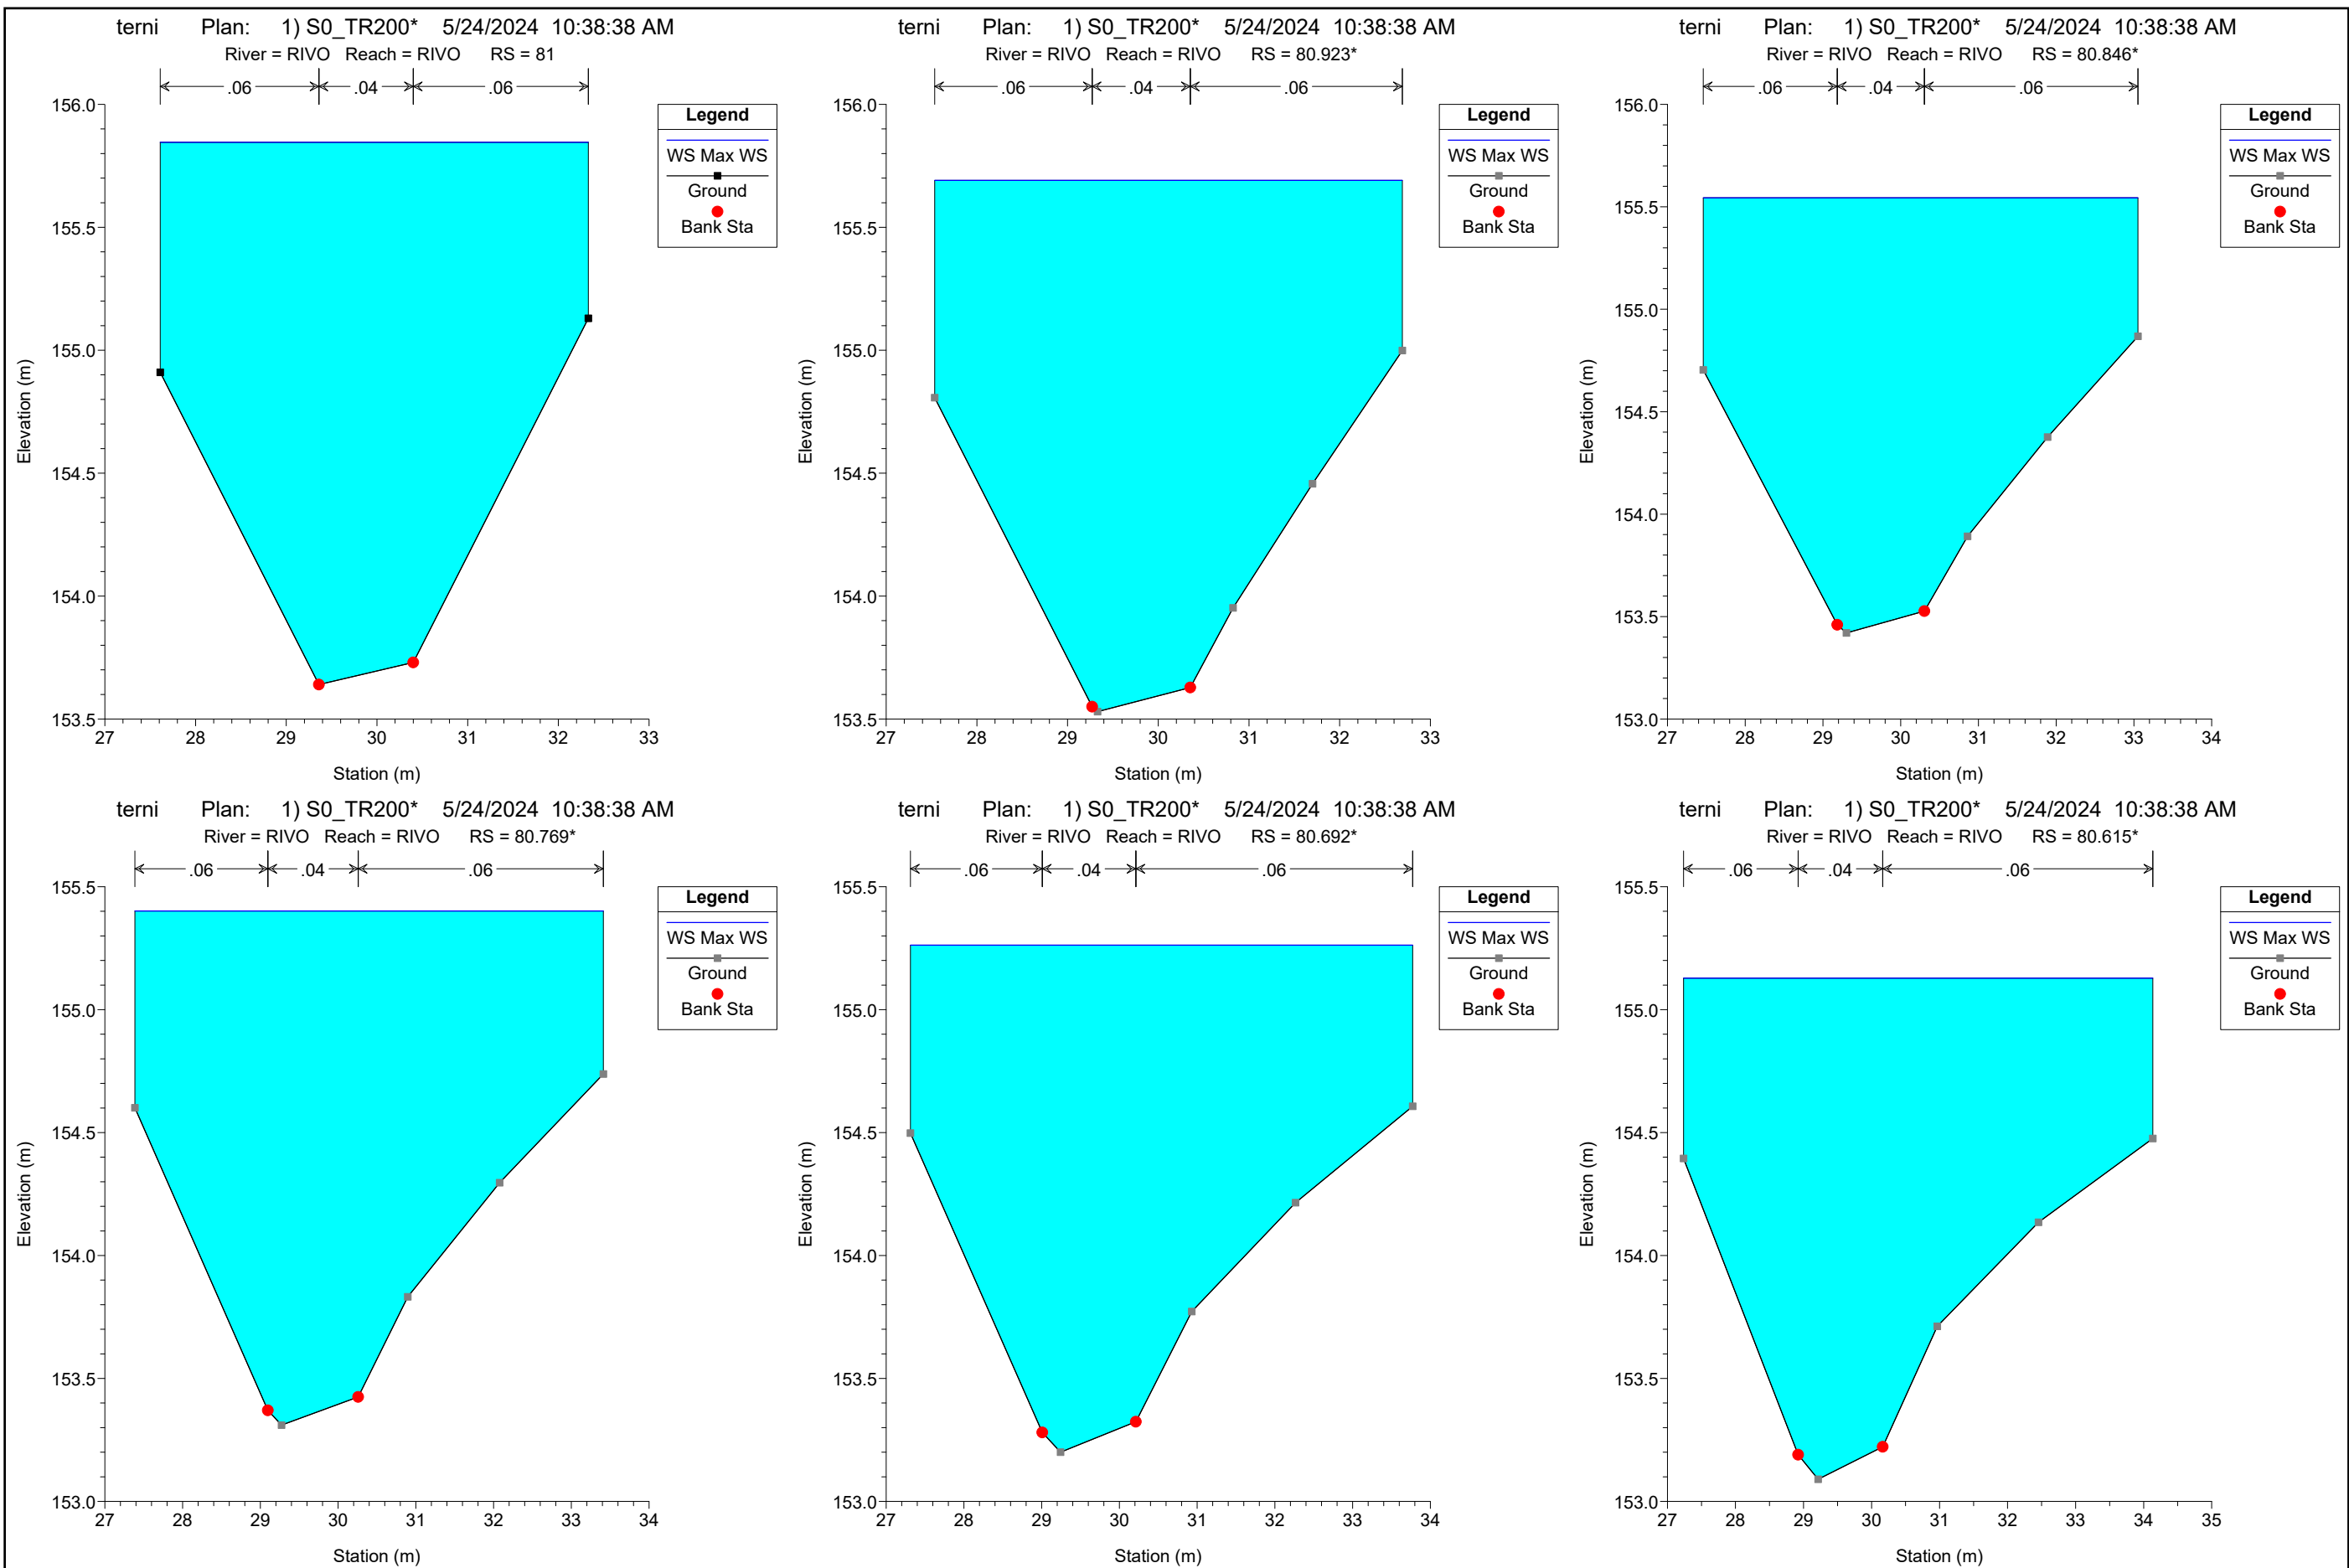 terni Plan: 1) S0_TR200* 5/24/2024 10:38:38 AM
River = RIVO Reach = RIVO RS = 81
.06 .04 .06
156.0
155.5
155.0
154.5
154.0
153.5
27 28 29 30 31 32 33
Station (m)
Elevation (m)
Legend
WS Max WS
Ground
Bank Sta
terni Plan: 1) S0_TR200* 5/24/2024 10:38:38 AM
River = RIVO Reach = RIVO RS = 80.923*
.06 .04 .06
156.0
155.5
155.0
154.5
154.0
153.5
27 28 29 30 31 32 33
Station (m)
Elevation (m)
Legend
WS Max WS
Ground
Bank Sta
terni Plan: 1) S0_TR200* 5/24/2024 10:38:38 AM
River = RIVO Reach = RIVO RS = 80.846*
.06 .04 .06
156.0
155.5
155.0
154.5
154.0
153.5
153.0
27 28 29 30 31 32 33 34
Station (m)
Elevation (m)
Legend
WS Max WS
Ground
Bank Sta
terni Plan: 1) S0_TR200* 5/24/2024 10:38:38 AM
River = RIVO Reach = RIVO RS = 80.769*
.06 .04 .06
155.5
155.0
154.5
154.0
153.5
153.0
27 28 29 30 31 32 33 34
Station (m)
Elevation (m)
Legend
WS Max WS
Ground
Bank Sta
terni Plan: 1) S0_TR200* 5/24/2024 10:38:38 AM
River = RIVO Reach = RIVO RS = 80.692*
.06 .04 .06
155.5
155.0
154.5
154.0
153.5
153.0
27 28 29 30 31 32 33 34
Station (m)
Elevation (m)
Legend
WS Max WS
Ground
Bank Sta
terni Plan: 1) S0_TR200* 5/24/2024 10:38:38 AM
River = RIVO Reach = RIVO RS = 80.615*
.06 .04 .06
155.5
155.0
154.5
154.0
153.5
153.0
27 28 29 30 31 32 33 34 35
Station (m)
Elevation (m)
Legend
WS Max WS
Ground
Bank Sta